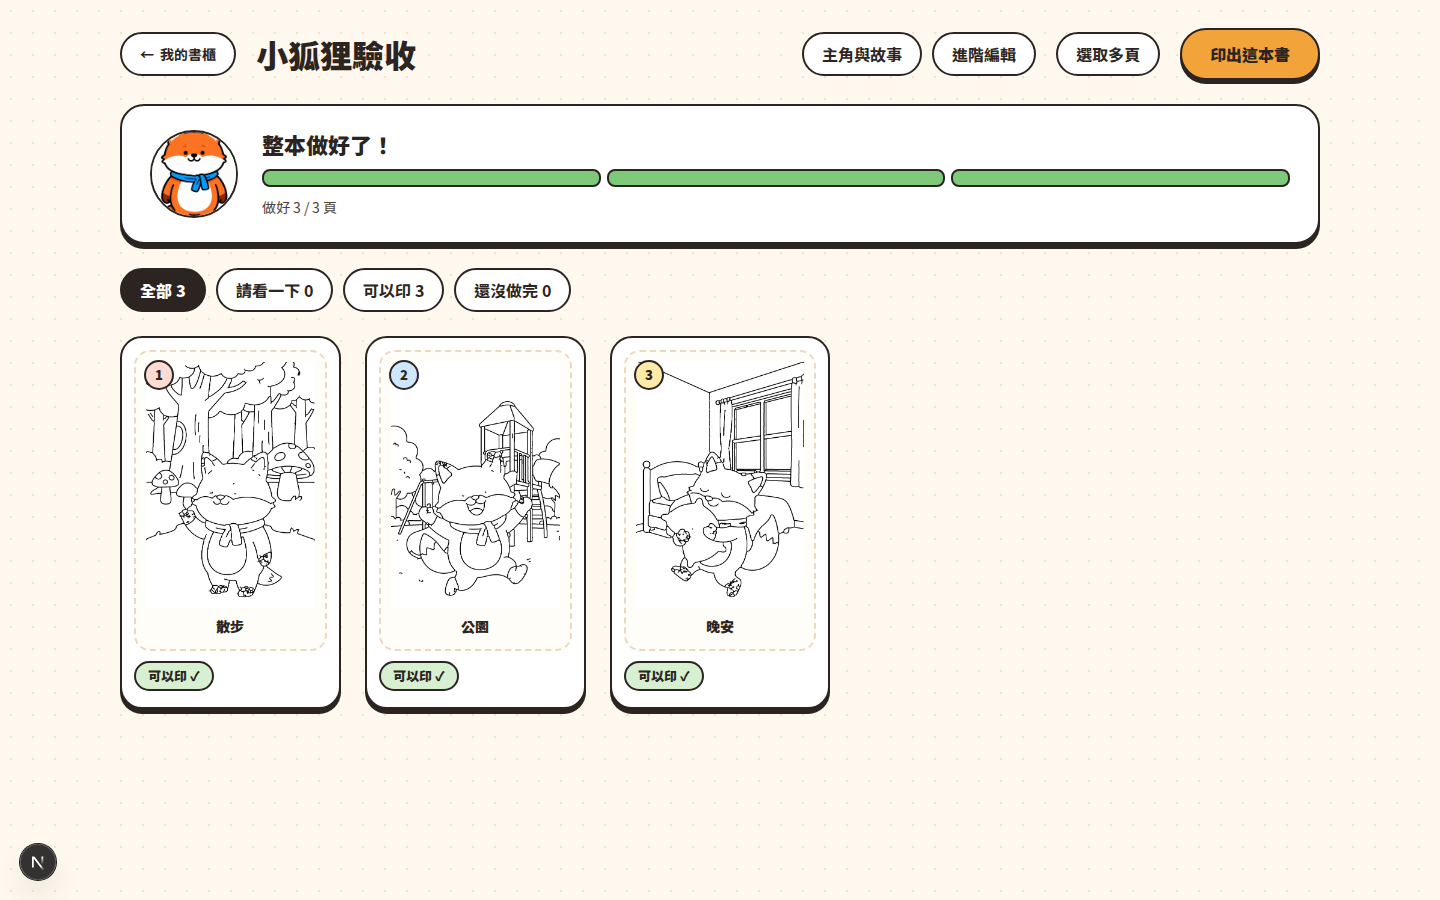 ← 我的書櫃
小狐狸驗收
主角與故事
進階編輯
選取多頁
印出這本書
整本做好了！
做好 3 / 3 頁
全部 3
請看一下 0
可以印 3
還沒做完 0
1
2
3
散步
公園
晚安
可以印 ✓
可以印 ✓
可以印 ✓
N